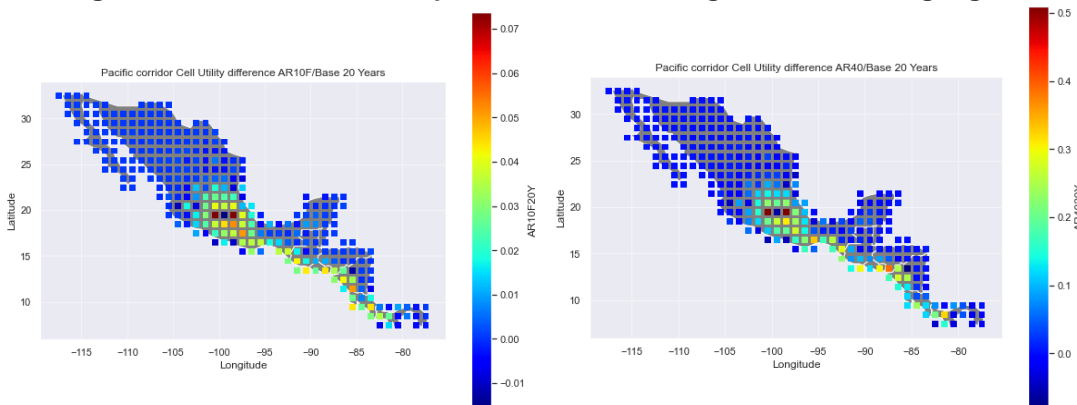 Pacific corridor Cell Utility difference AR10F/Base 20 Years
30
25
20
15
10
Latitude
−115 −110 −105 −100 −95 −90 −85 −80
Longitude
0.07
0.06
0.05
0.04
0.03
0.02
0.01
0.00
−0.01
AR10F20Y
Pacific corridor Cell Utility difference AR40/Base 20 Years
30
25
20
15
10
Latitude
−115 −110 −105 −100 −95 −90 −85 −80
Longitude
0.5
0.4
0.3
0.2
0.1
0.0